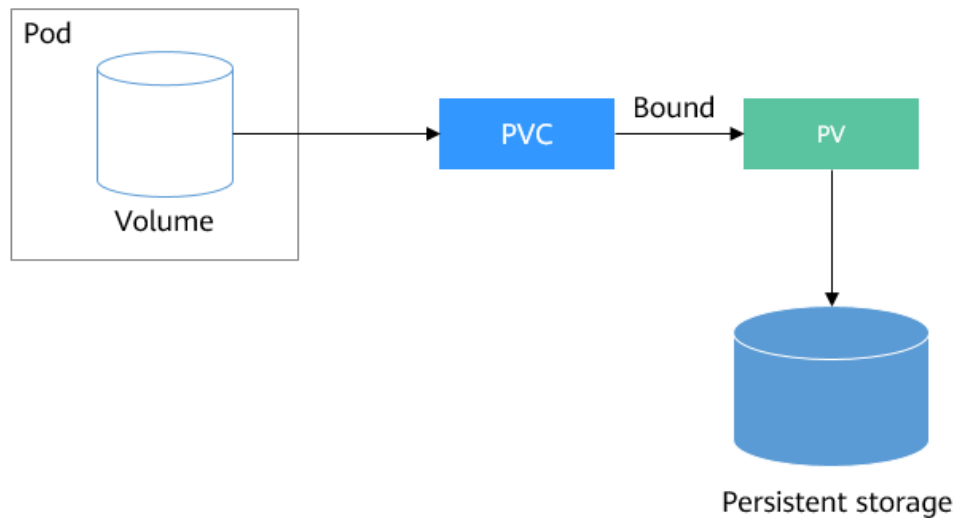 Pod
Volume
PVC
Bound
PV
Persistent storage